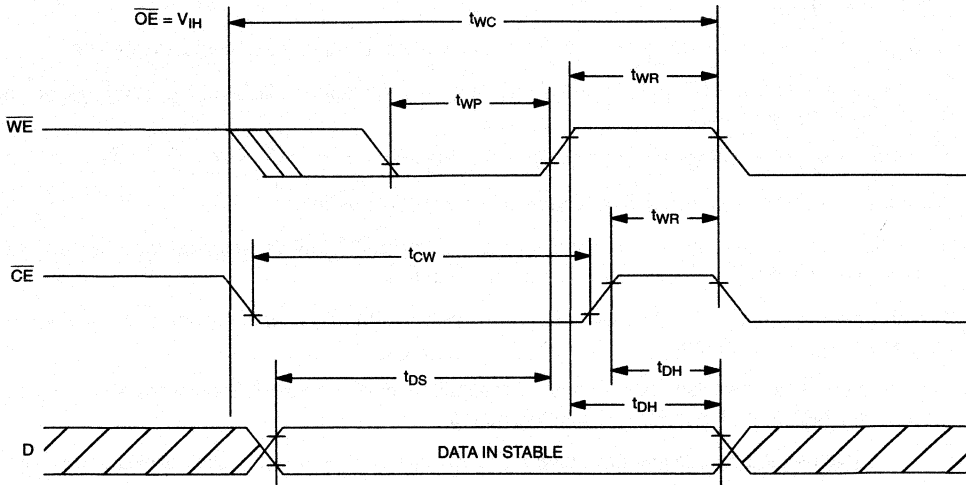 OE = VIH
tWC
tWR
tWP
WE
tWR
tCW
CE
tDS
tDH
tDH
D
DATA IN STABLE